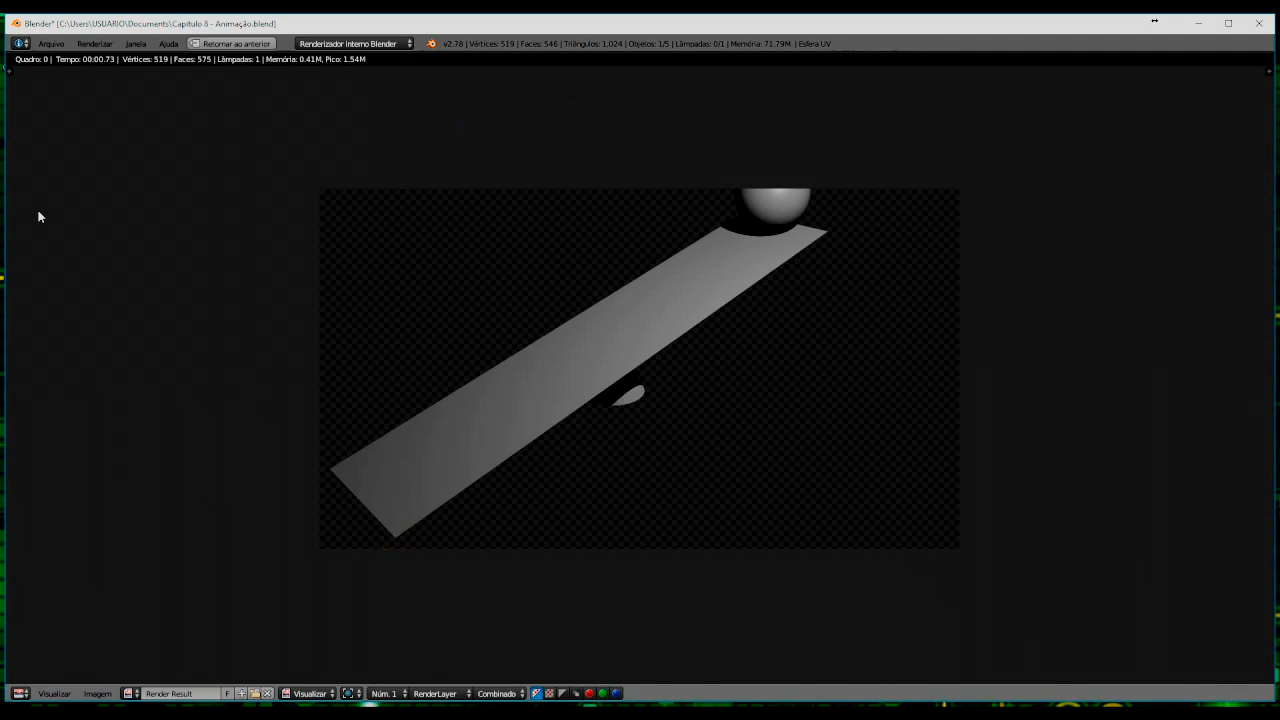 Blender* [C:\Users\USUARIO\Documents\Capitulo 8 - Animação.blend]
Arquivo Renderizar Janela Ajuda Retornar ao anterior Renderizador interno Blender v2.78 | Vértices: 519 | Faces: 546 | Triângulos: 1,024 | Objetos: 1/5 | Lâmpadas: 0/1 | Memória: 71.79M | Esfera UV
Quadro: 0 | Tempo: 00:00.73 | Vértices: 519 | Faces: 575 | Lâmpadas: 1 | Memória: 0.41M, Pico: 1.54M
Visualizar Imagem Render Result F Visualizar Núm. 1 RenderLayer Combinado